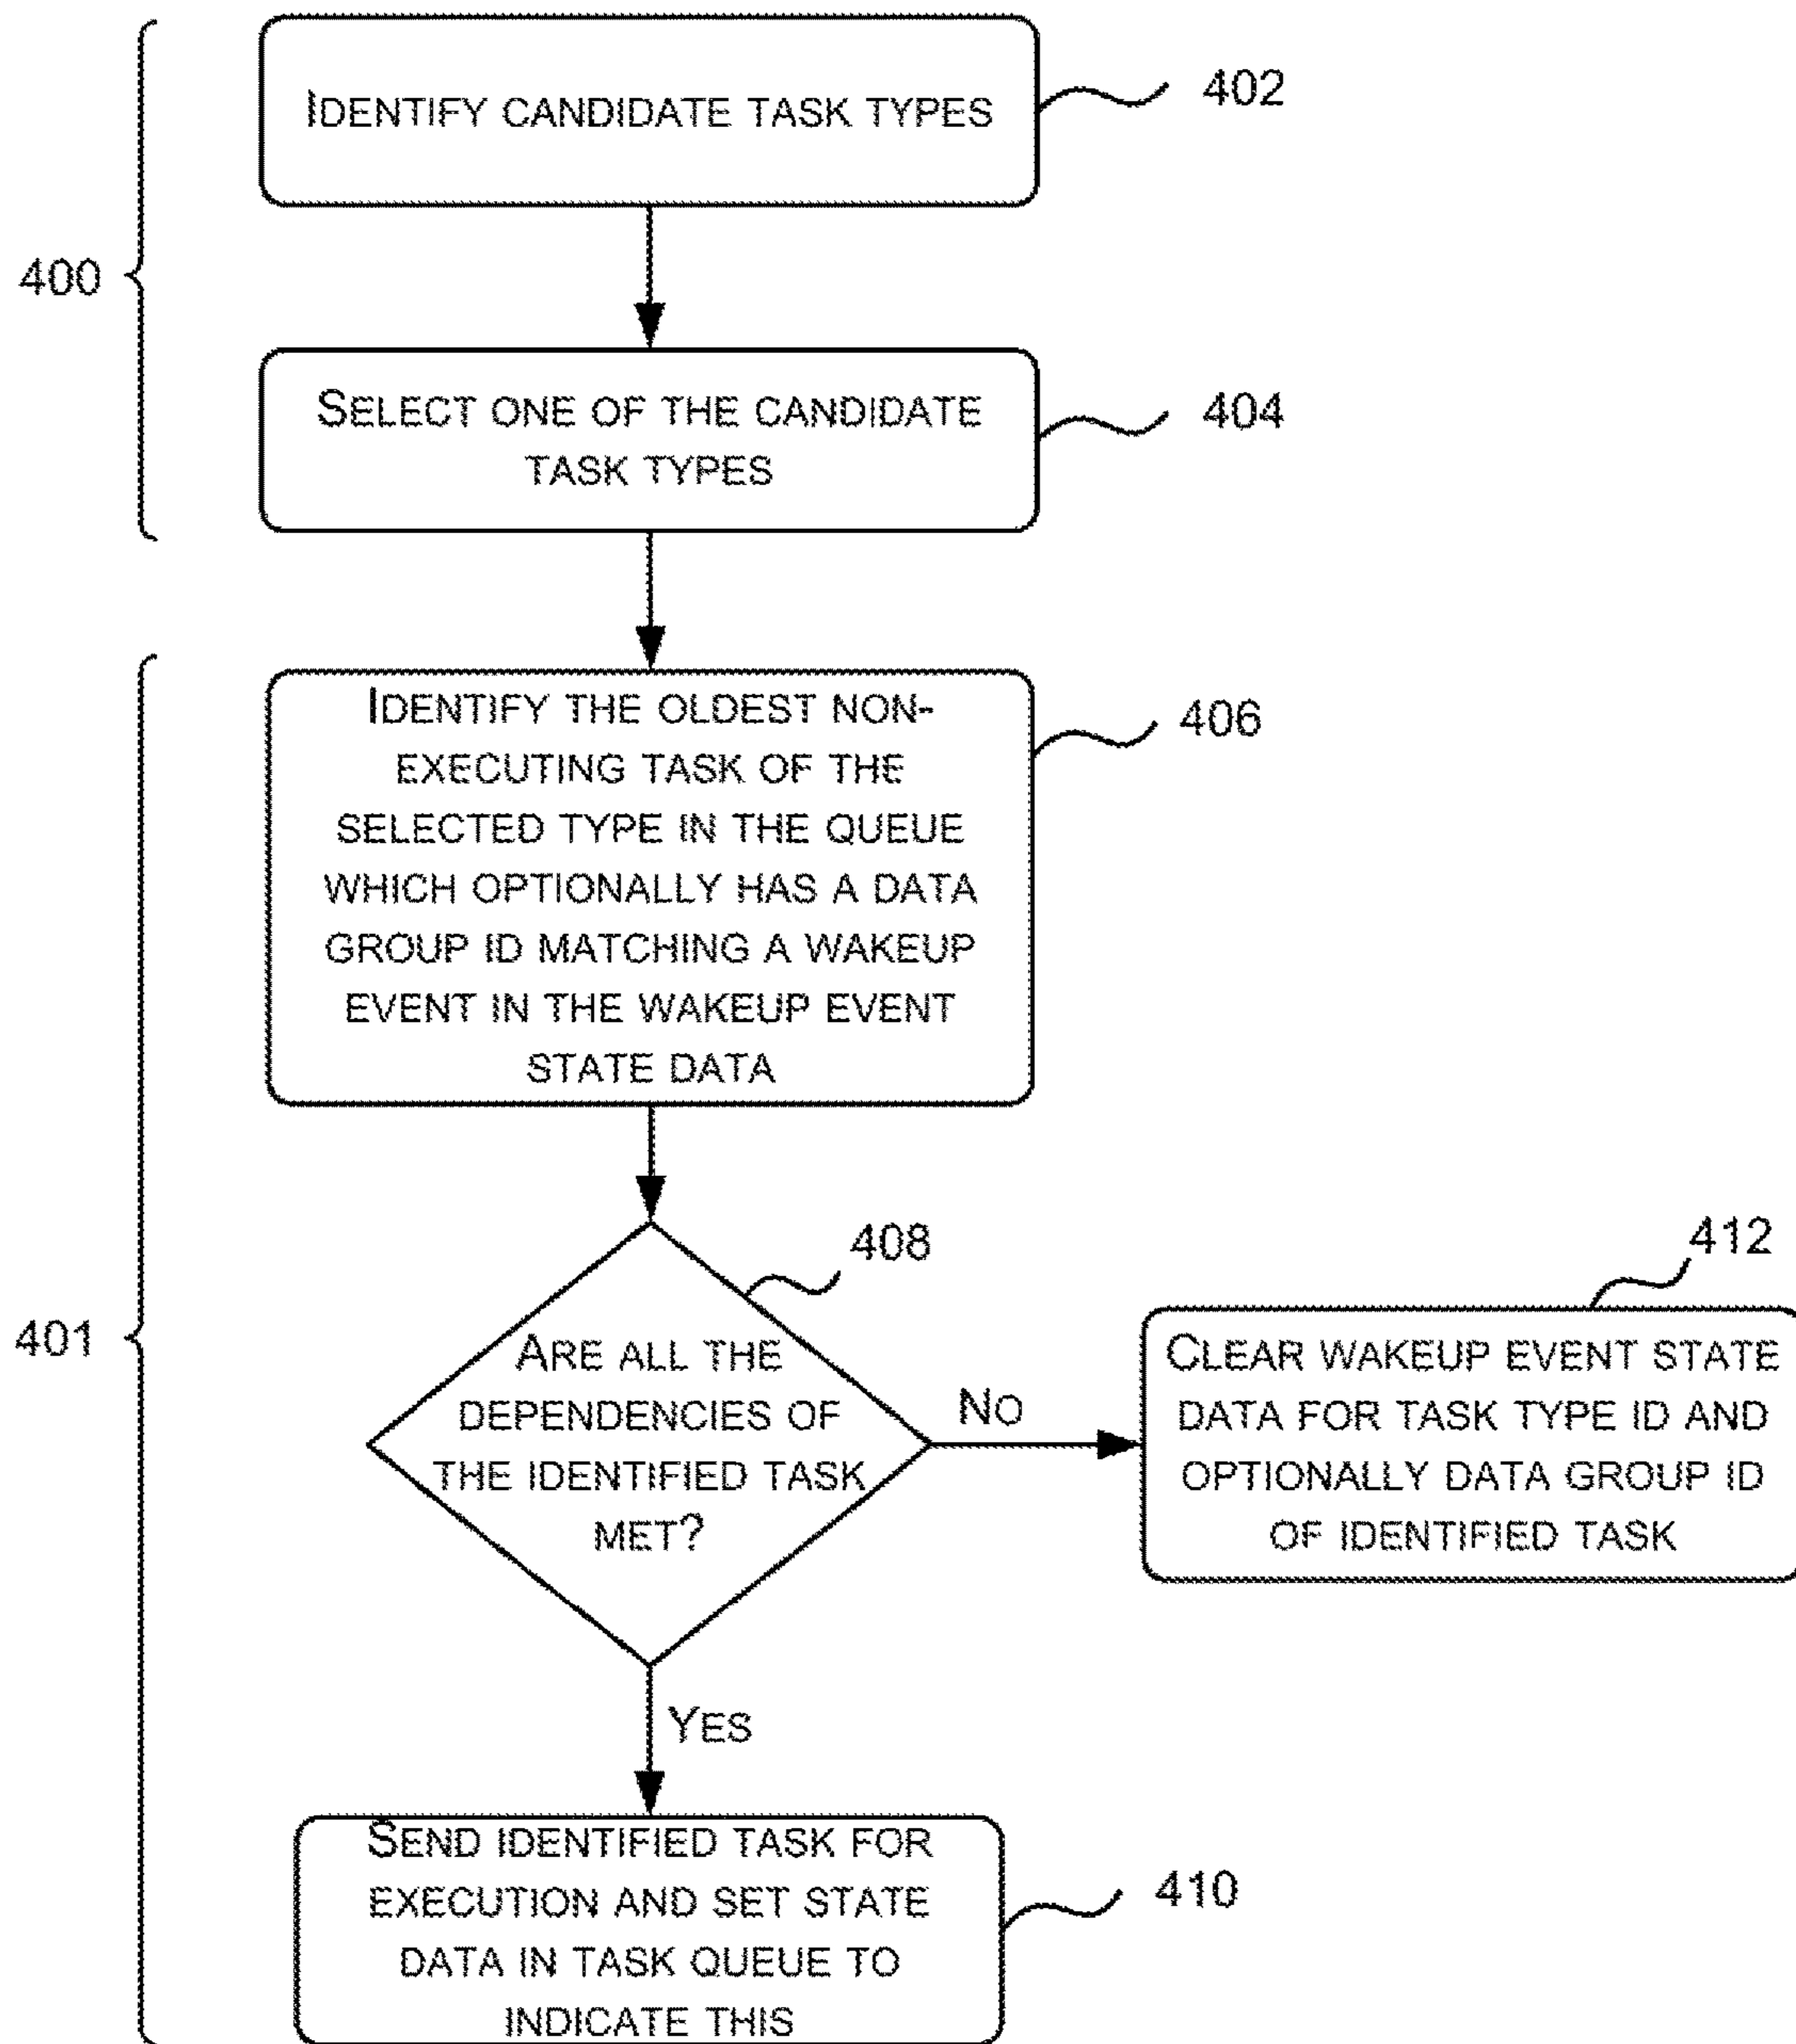 IDENTIFY CANDIDATE TASK TYPES
402
400
SELECT ONE OF THE CANDIDATE
TASK TYPES
404
IDENTIFY THE OLDEST NON-
EXECUTING TASK OF THE
SELECTED TYPE IN THE QUEUE
WHICH OPTIONALLY HAS A DATA
GROUP ID MATCHING A WAKEUP
EVENT IN THE WAKEUP EVENT
STATE DATA
406
401
408
ARE ALL THE
DEPENDENCIES OF
THE IDENTIFIED TASK
MET?
NO
412
CLEAR WAKEUP EVENT STATE
DATA FOR TASK TYPE ID AND
OPTIONALLY DATA GROUP ID
OF IDENTIFIED TASK
YES
SEND IDENTIFIED TASK FOR
EXECUTION AND SET STATE
DATA IN TASK QUEUE TO
INDICATE THIS
410